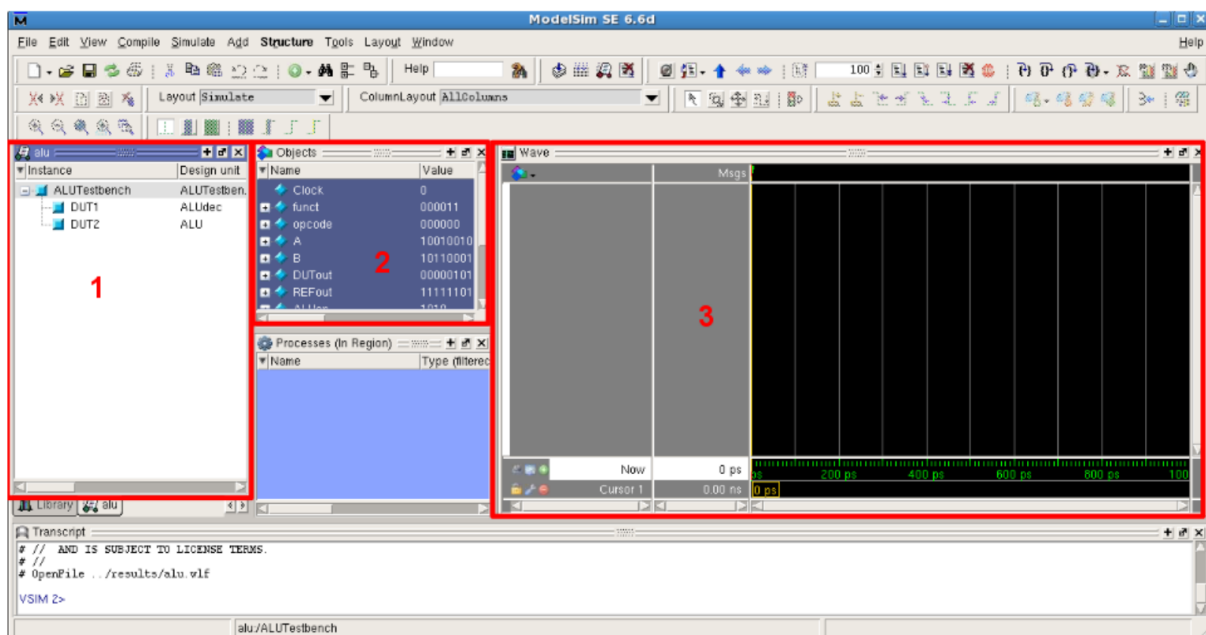 ModelSim SE 6.6d
File Edit View Compile Simulate Add Structure Tools Layout Window Help
Help 100
Layout Simulate ColumnLayout AllColumns
alu
Instance Design unit
ALUTestbench ALUTestben
DUT1 ALUdec
DUT2 ALU
1
Library alu
Objects
Name Value
Clock 0
funct 000011
opcode 000000
A 10010010
B 10110001
DUTout 00000101
REFout 11111101
2
Processes (In Region)
Name Type (filtered
Wave
Msgs
3
Now 0 ps
ps 200 ps 400 ps 600 ps 800 ps 100
Cursor 1 0.00 ns 0 ps
Transcript
# // AND IS SUBJECT TO LICENSE TERMS.
# //
# OpenFile ../results/alu.wlf
VSIM 2>
alu:/ALUTestbench